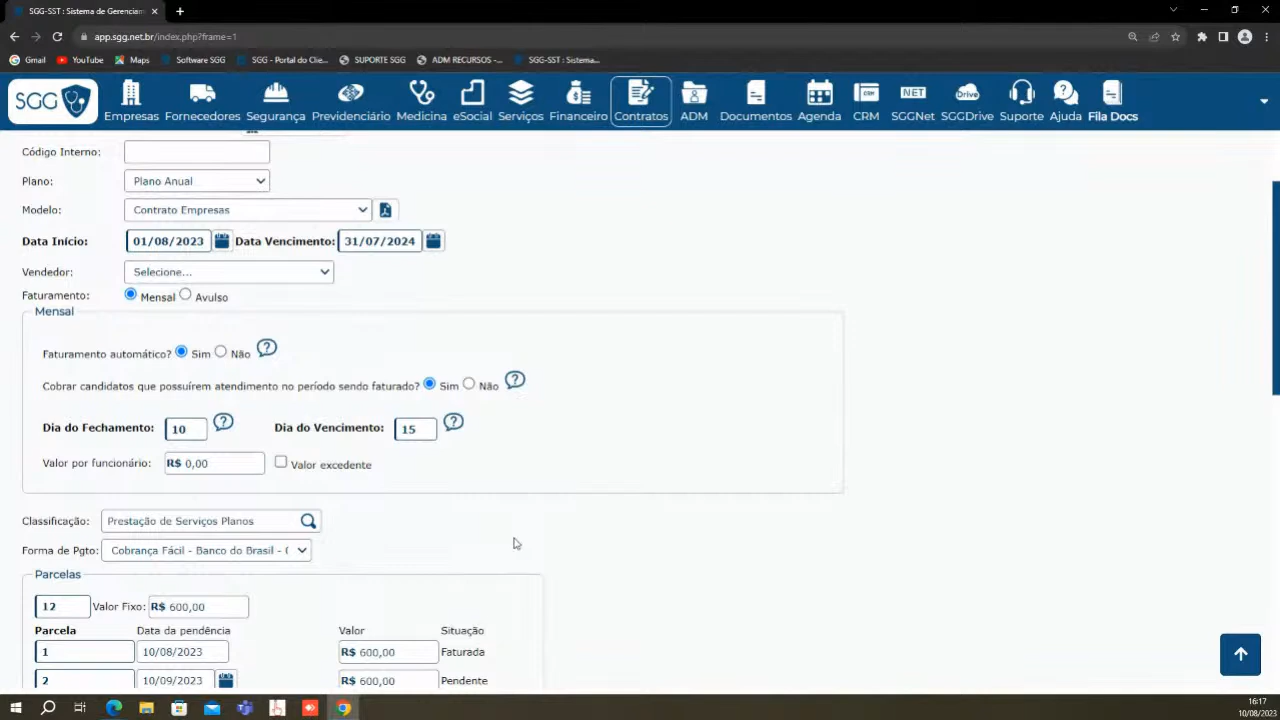 SGG-SST : Sistema de Gerenciam
app.sgg.net.br/index.php?frame=1
Gmail YouTube Maps Software SGG SGG - Portal do Clie... SUPORTE SGG ADM RECURSOS -... SGG-SST : Sistema...
SGG Empresas Fornecedores Segurança Previdenciário Medicina eSocial Serviços Financeiro Contratos ADM Documentos Agenda CRM CRM NET SGGNet Drive SGGDrive Suporte Ajuda Fila Docs
Código Interno:
Plano: Plano Anual
Modelo: Contrato Empresas
Data Início: 01/08/2023 Data Vencimento: 31/07/2024
Vendedor: Selecione...
Faturamento: Mensal Avulso
Mensal
Faturamento automático? Sim Não ?
Cobrar candidatos que possuírem atendimento no período sendo faturado? Sim Não ?
Dia do Fechamento: 10 ? Dia do Vencimento: 15 ?
Valor por funcionário: R$ 0,00 Valor excedente
Classificação: Prestação de Serviços Planos
Forma de Pgto: Cobrança Fácil - Banco do Brasil - (
Parcelas
12 Valor Fixo: R$ 600,00
Parcela Data da pendência Valor Situação
1 10/08/2023 R$ 600,00 Faturada
2 10/09/2023 R$ 600,00 Pendente
16:17
10/08/2023